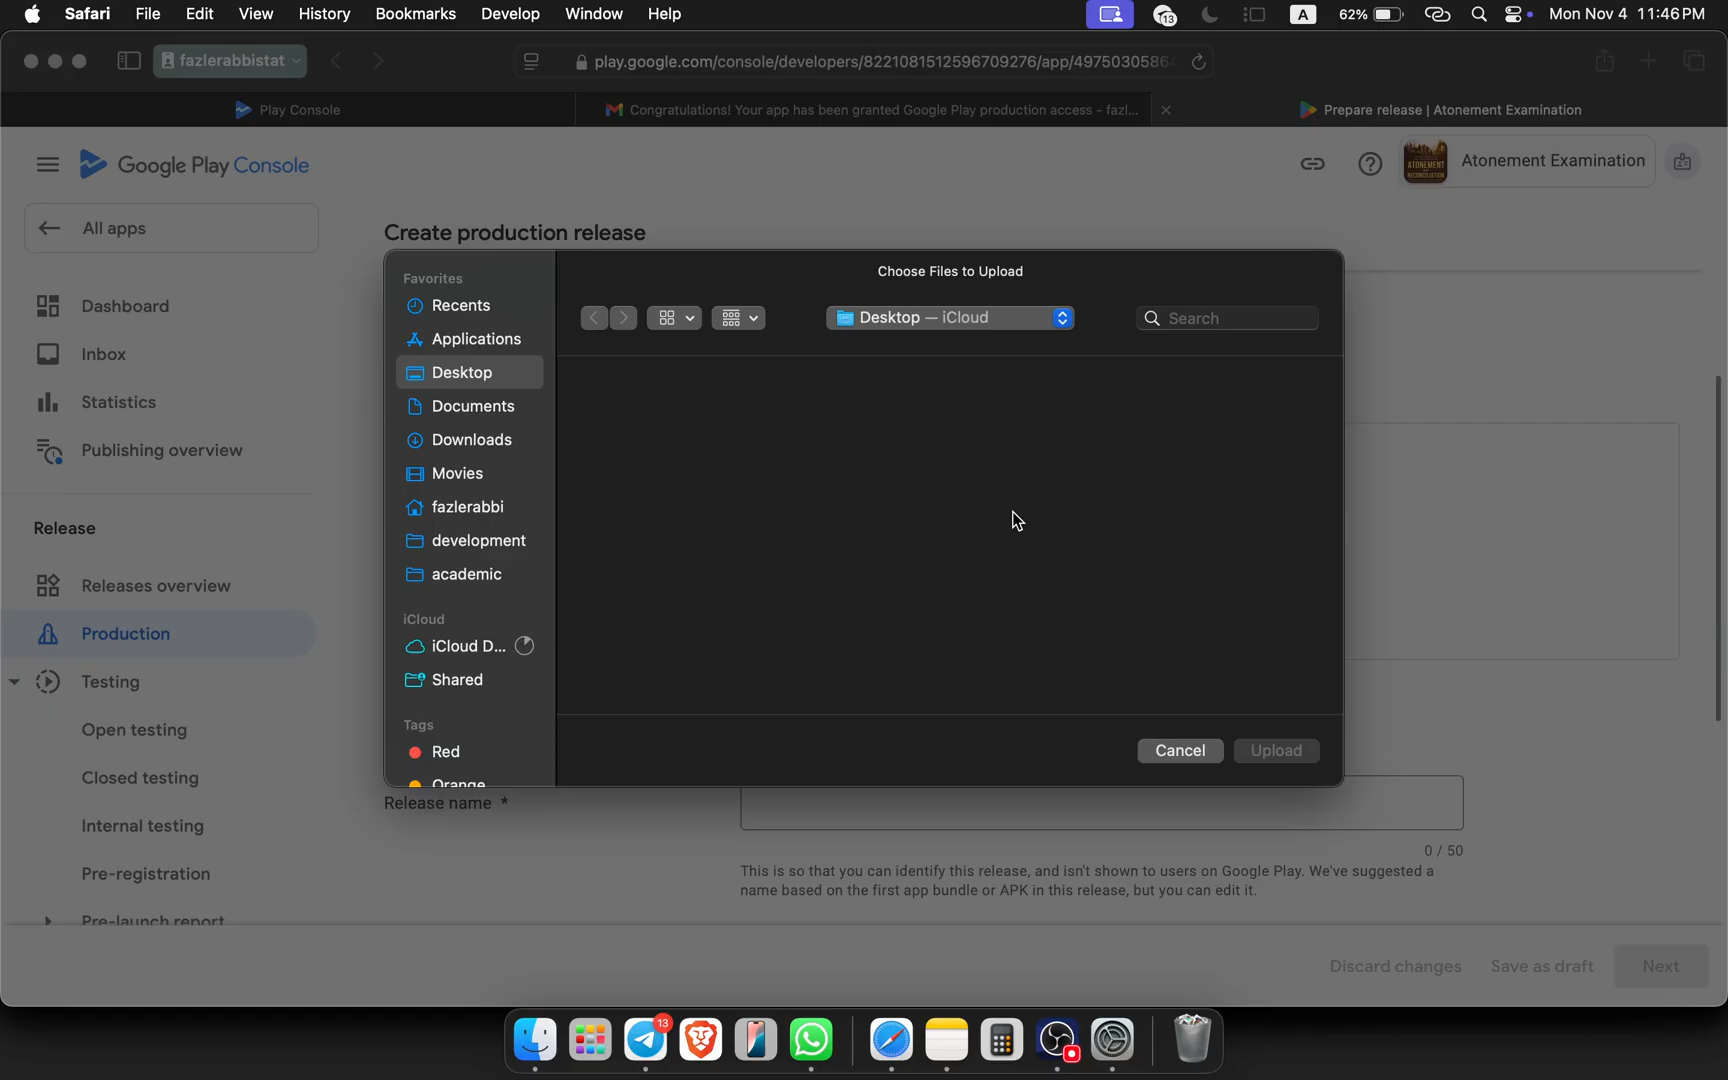 Safari File Edit View History Bookmarks Develop Window Help
13 A 62% Mon Nov 4 11:46 PM
fazlerabbistat
play.google.com/console/developers/8221081512596709276/app/49750305864
Play Console
Congratulations! Your app has been granted Google Play production access - fazl...
Prepare release | Atonement Examination
Google Play Console
ATONEMENT
RECONCILIATION
Atonement Examination
All apps
Dashboard
Inbox
Statistics
Publishing overview
Release
Releases overview
Production
Testing
Open testing
Closed testing
Internal testing
Pre-registration
Pre-launch report
Create production release
Favorites
Recents
Applications
Desktop
Documents
Downloads
Movies
fazlerabbi
development
academic
iCloud
iCloud D...
Shared
Tags
Red
Orange
Choose Files to Upload
Desktop — iCloud
Search
Cancel Upload
Release name *
0 / 50
This is so that you can identify this release, and isn't shown to users on Google Play. We've suggested a
name based on the first app bundle or APK in this release, but you can edit it.
Discard changes Save as draft Next
13